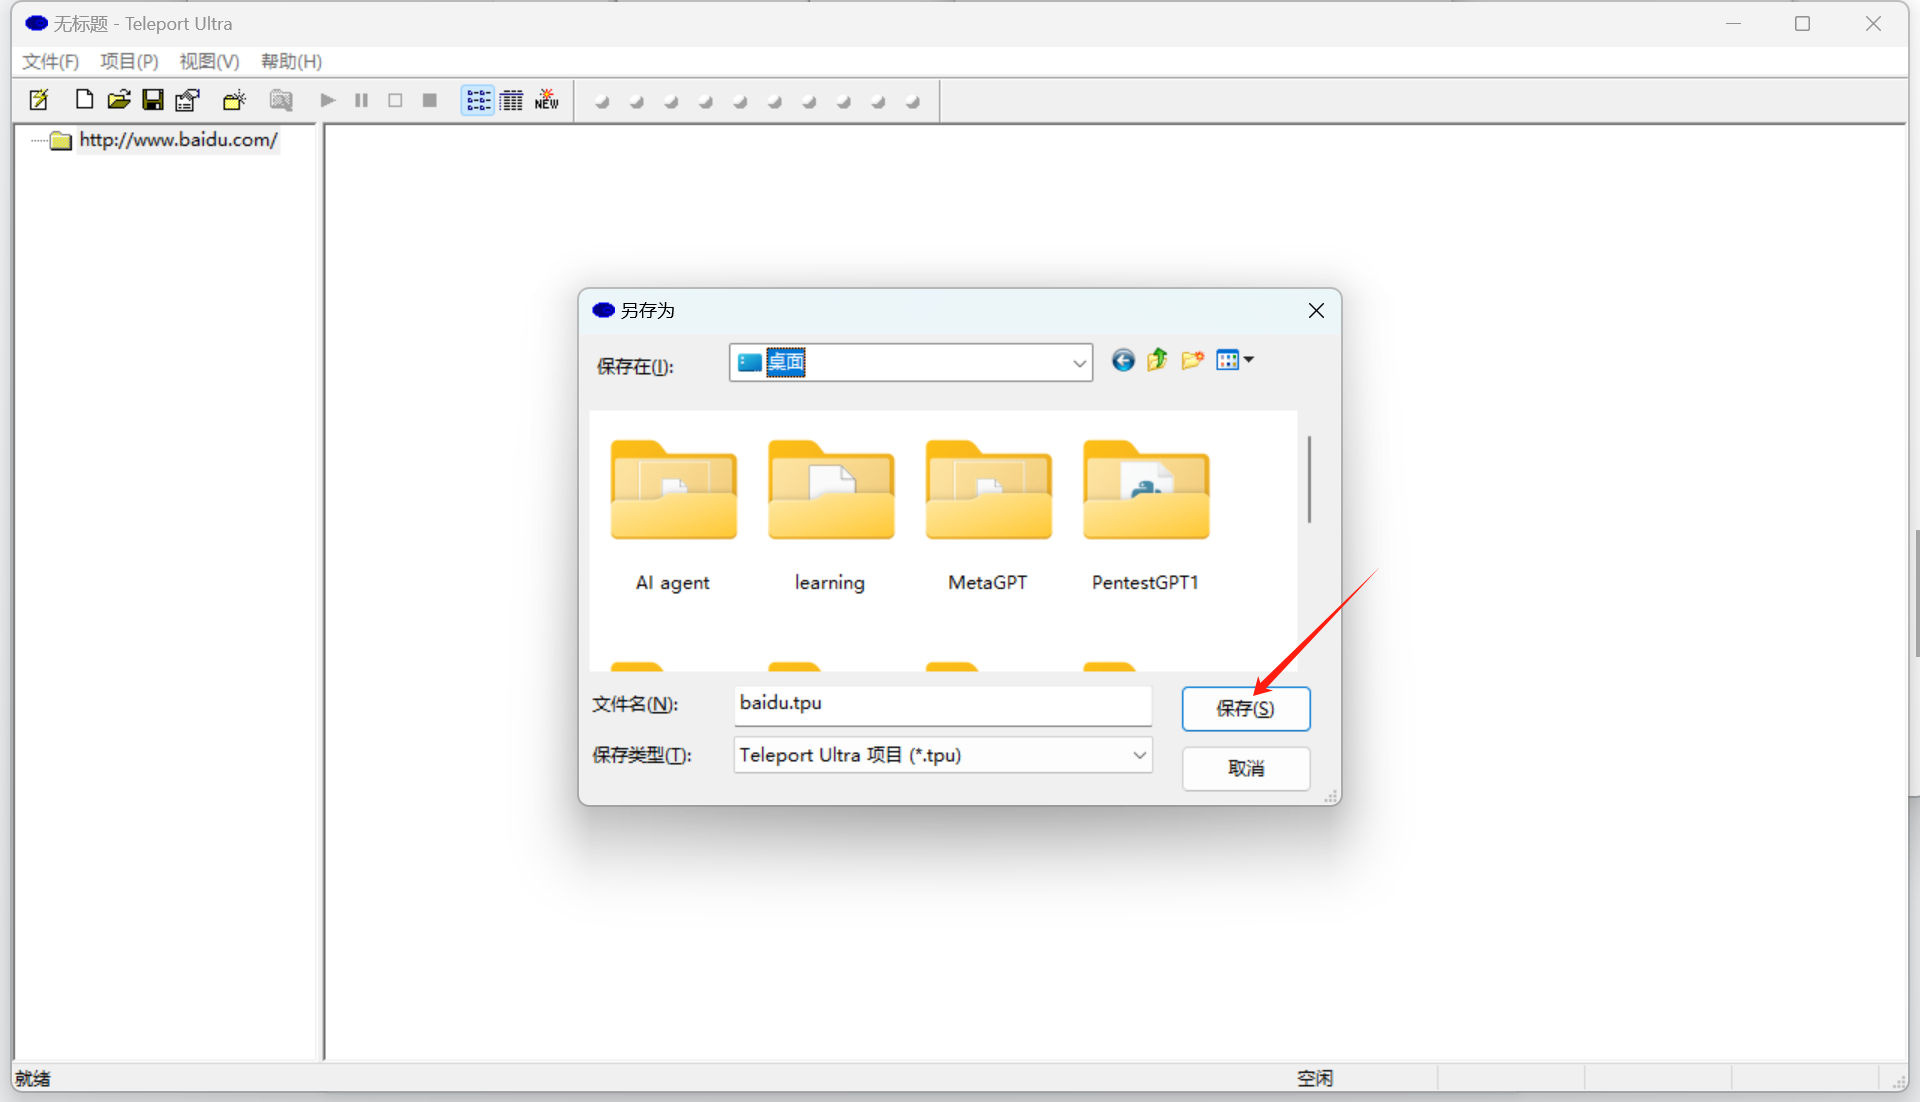 无标题 - Teleport Ultra
文件(F) 项目(P) 视图(V) 帮助(H)
NEW
http://www.baidu.com/
另存为
保存在(I):
桌面
AI agent
learning
MetaGPT
PentestGPT1
文件名(N):
baidu.tpu
保存(S)
保存类型(T):
Teleport Ultra 项目 (*.tpu)
取消
就绪
空闲